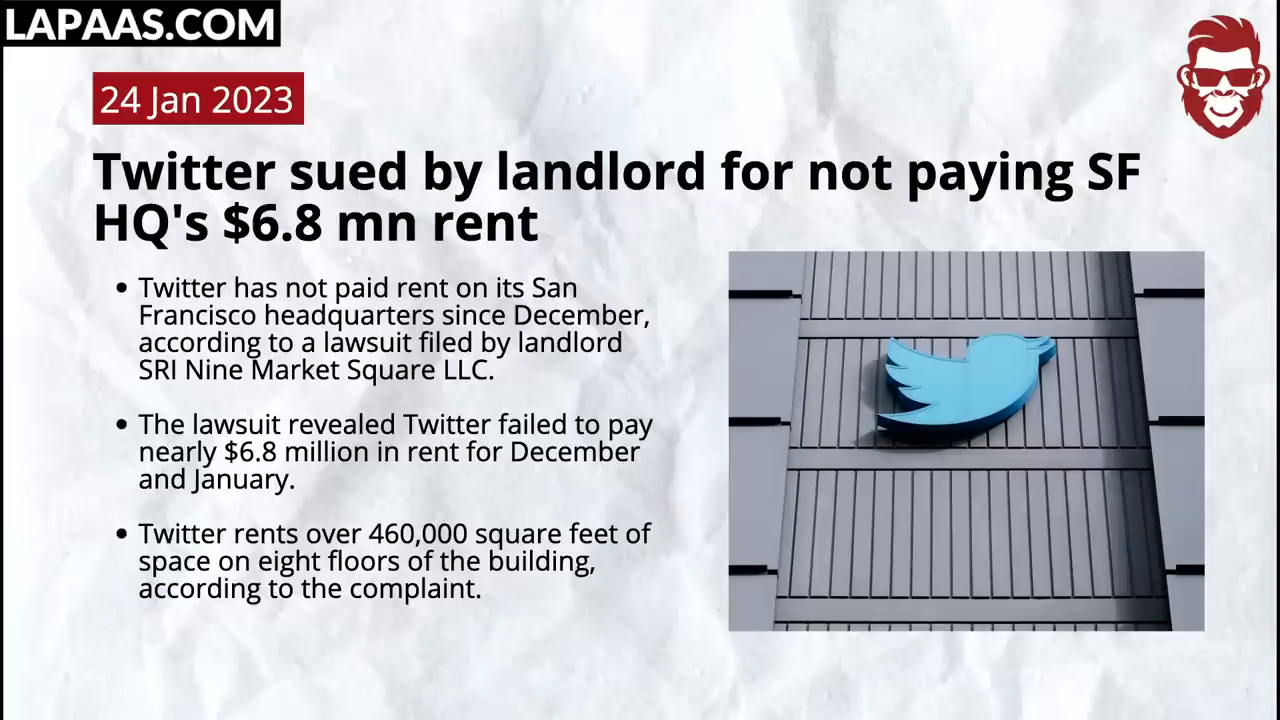 LAPAAS.COM
24 Jan 2023
Twitter sued by landlord for not paying SF
HQ's $6.8 mn rent
• Twitter has not paid rent on its San
Francisco headquarters since December,
according to a lawsuit filed by landlord
SRI Nine Market Square LLC.
• The lawsuit revealed Twitter failed to pay
nearly $6.8 million in rent for December
and January.
• Twitter rents over 460,000 square feet of
space on eight floors of the building,
according to the complaint.